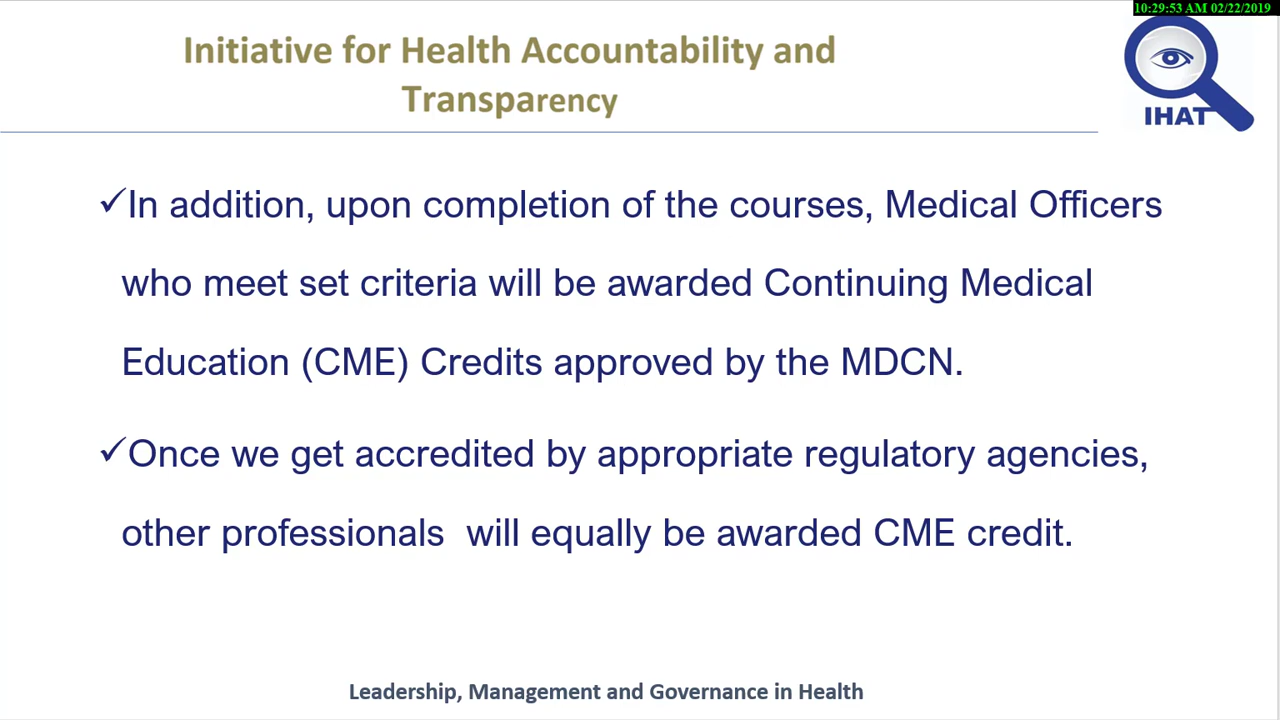 10:29:53 AM 02/22/2019
Initiative for Health Accountability and
Transparency
IHAT
✓In addition, upon completion of the courses, Medical Officers
who meet set criteria will be awarded Continuing Medical
Education (CME) Credits approved by the MDCN.
✓Once we get accredited by appropriate regulatory agencies,
other professionals  will equally be awarded CME credit.
Leadership, Management and Governance in Health